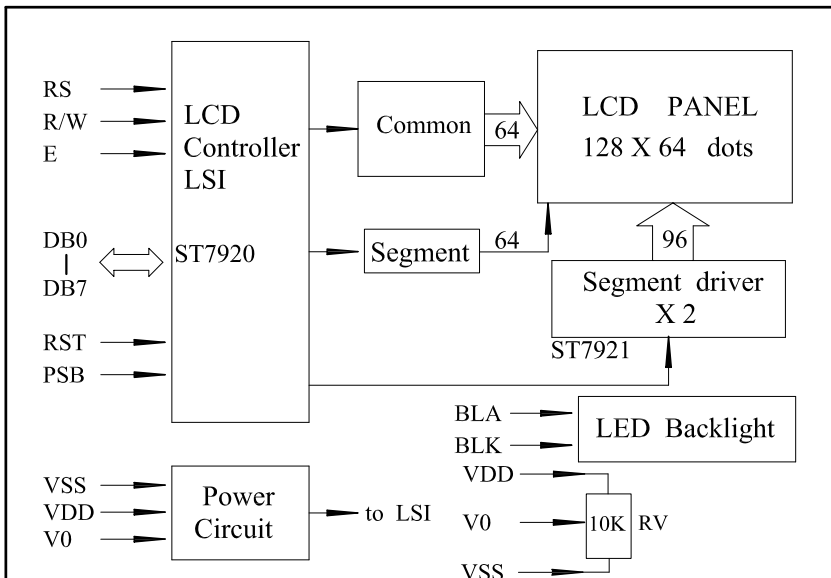 RS
R/W
E
DB0
DB7
RST
PSB
LCD
Controller
LSI
ST7920
Common
64
LCD PANEL
128 X 64 dots
Segment
64
96
Segment driver
X 2
ST7921
BLA
BLK
LED Backlight
VSS
VDD
V0
Power
Circuit
to LSI
VDD
V0
10K
RV
VSS